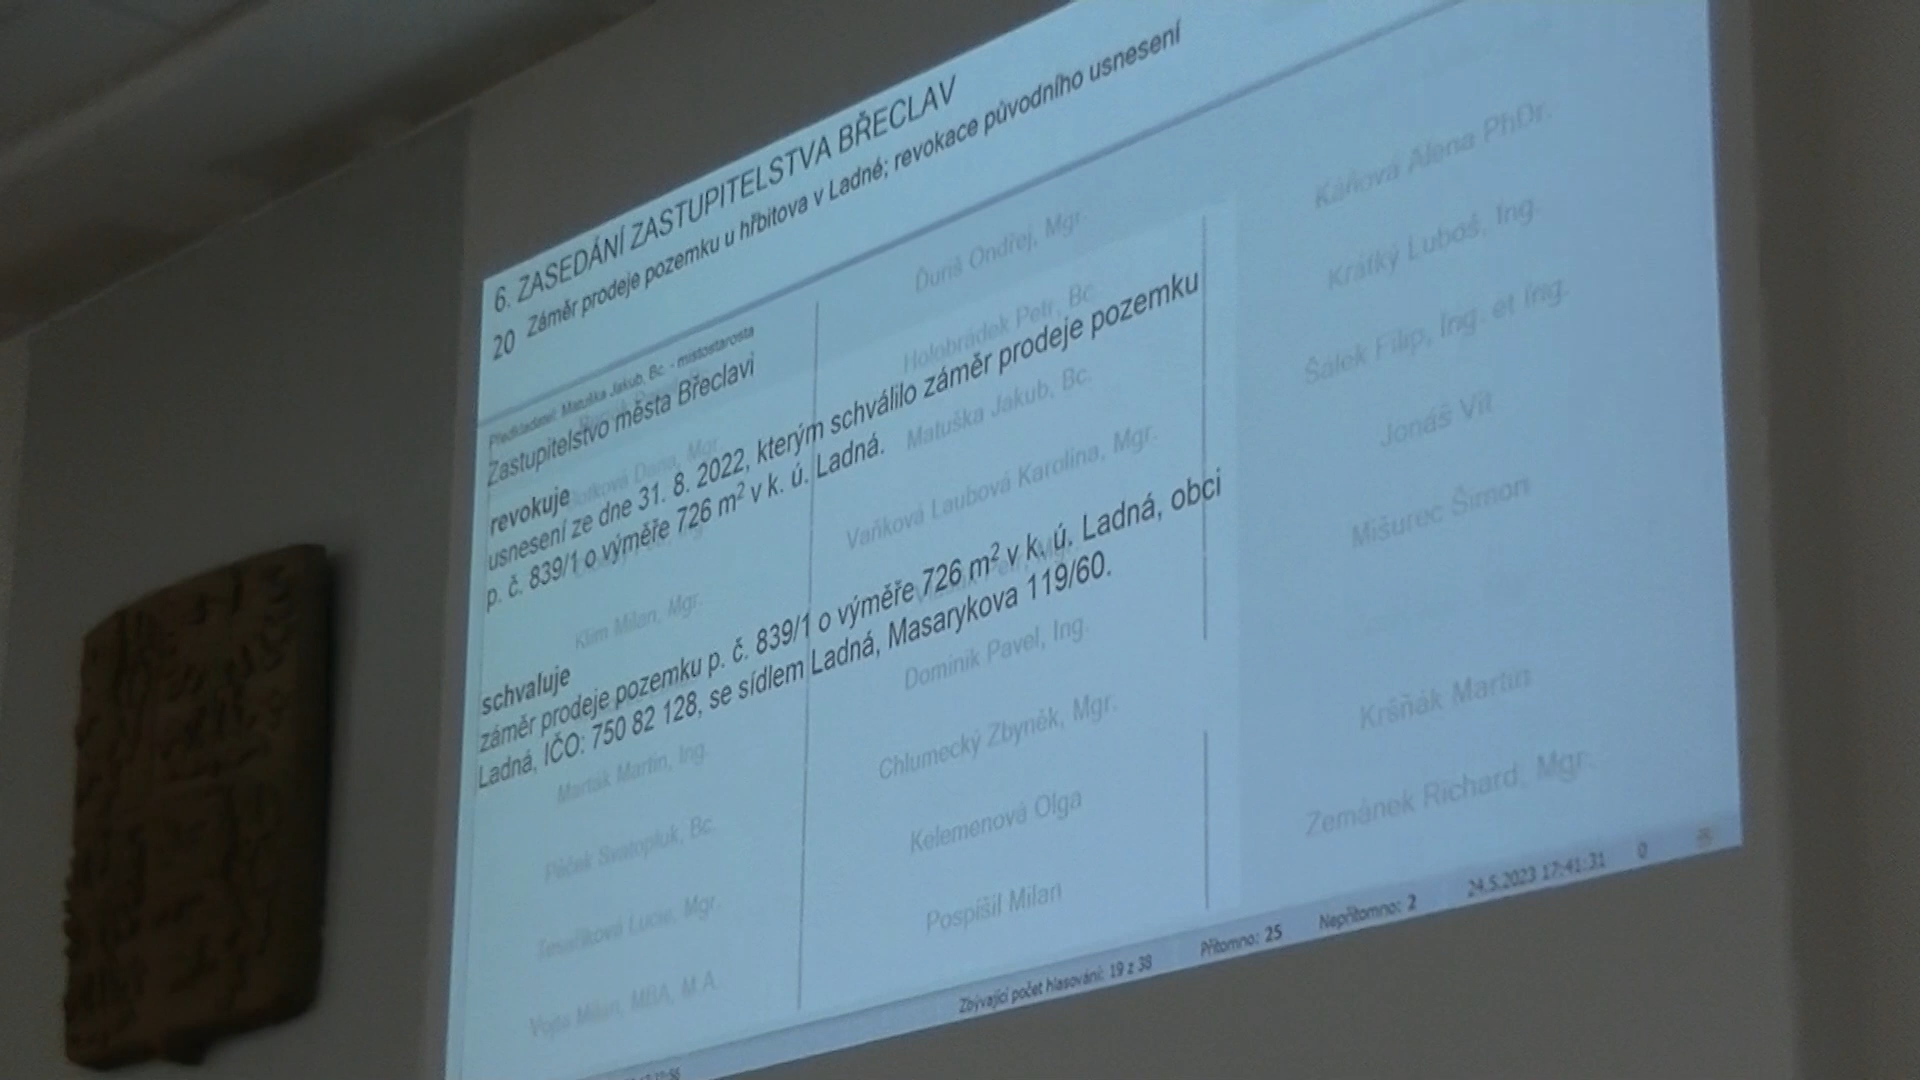 6. ZASEDÁNÍ ZASTUPITELSTVA BŘECLAV
20 Záměr prodeje pozemku u hřbitova v Ladné; revokace původního usnesení
Předkladatel: Matuška Jakub, Bc. - místostarosta
Zastupitelstvo města Břeclavi
revokuje
usnesení ze dne 31. 8. 2022, kterým schválilo záměr prodeje pozemku
p. č. 839/1 o výměře 726 m² v k. ú. Ladná.
schvaluje
záměr prodeje pozemku p. č. 839/1 o výměře 726 m² v k. ú. Ladná, obci
Ladná, IČO: 750 82 128, se sídlem Ladná, Masarykova 119/60.
Klim Milan, Mgr.
Marták Martin, Ing.
Péček Svatopluk, Bc.
Lucie, Mgr.
Vojta Milan, MBA, M.A.
Ďuriš Ondřej, Mgr.
Holobrádek Petr, Bc.
Matuška Jakub, Bc.
Vaňková Laubová Karolína, Mgr.
Dominik Pavel, Ing.
Chlumecký Zbyněk, Mgr.
Kelemenová Olga
Pospíšil Milan
Káňová Alena PhDr.
Krátký Luboš, Ing.
Šálek Filip, Ing. et Ing.
Jonáš Vít
Mišurec Šimon
Kršňák Martin
Zemánek Richard, Mgr.
Zbývající počet hlasování: 19 z 38 Přítomno: 25 Nepřítomno: 2 24.5.2023 17:41:31 0